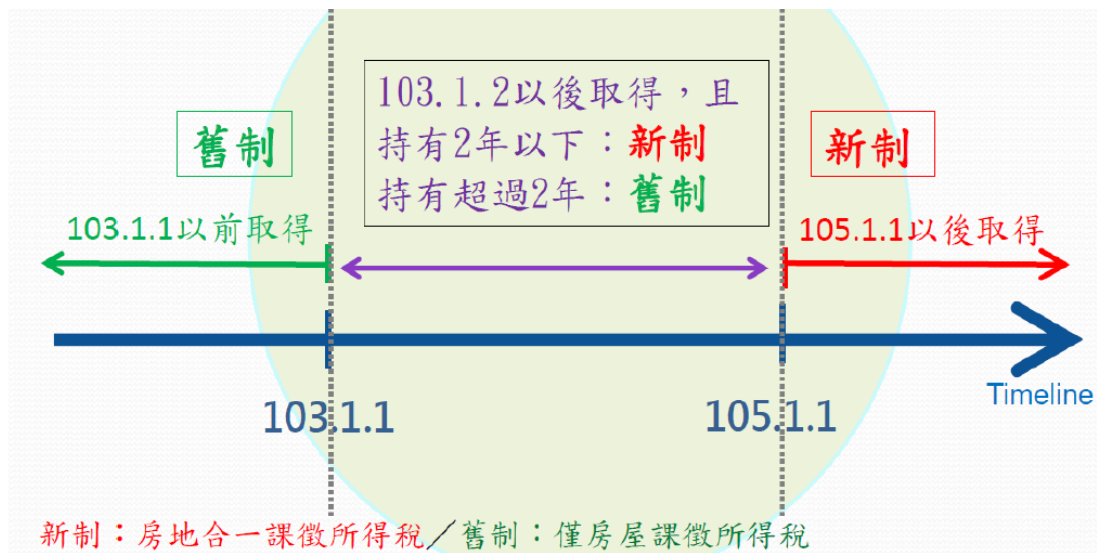 103.1.2以後取得，且
持有2年以下：新制
持有超過2年：舊制
舊制
新制
103.1.1以前取得
105.1.1以後取得
Timeline
103.1.1
105.1.1
新制：房地合一課徵所得稅／舊制：僅房屋課徵所得稅